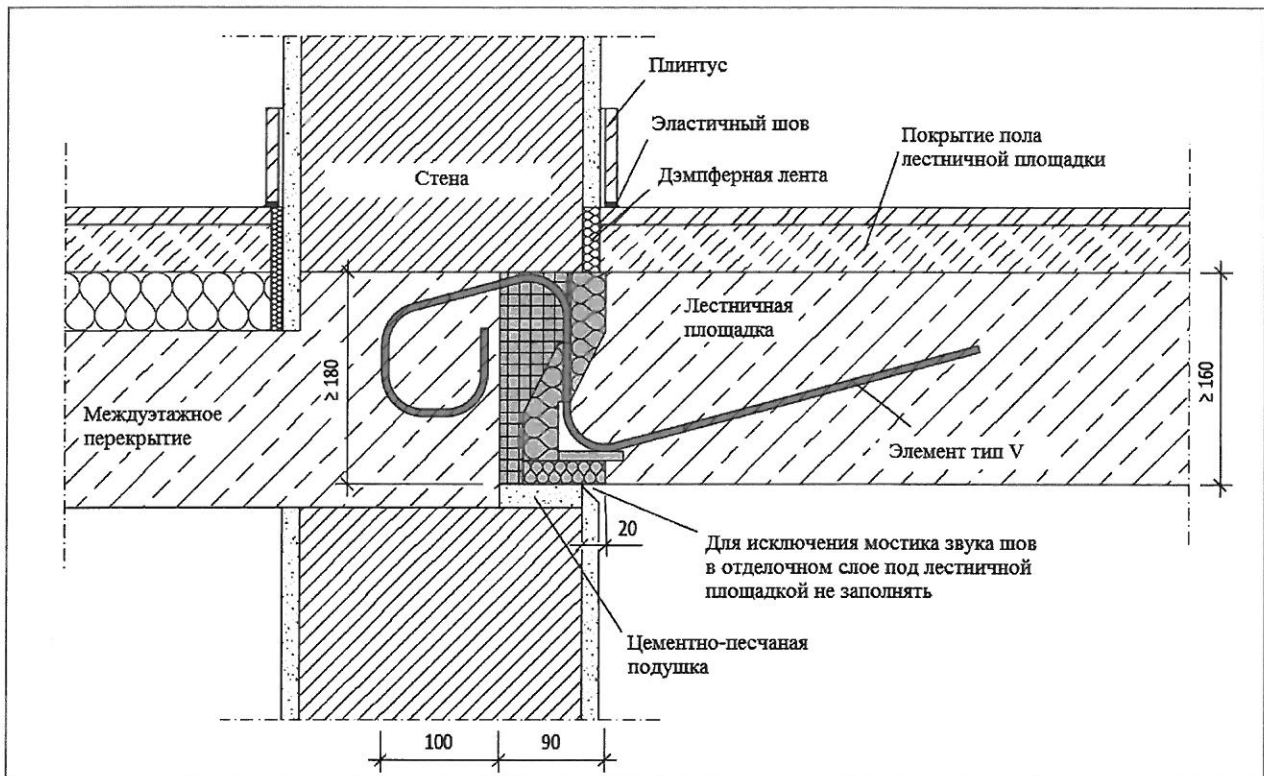 Плинтус
Эластичный шов
Покрытие пола
лестничной площадки
Стена
Дэмпферная лента
Лестничная
площадка
≥ 180
≥ 160
Междуэтажное
перекрытие
Элемент тип V
20
Для исключения мостика звука шов
в отделочном слое под лестничной
площадкой не заполнять
Цементно-песчаная
подушка
100
90